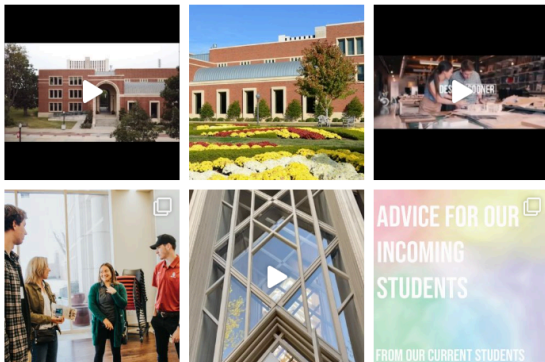 ADVICE FOR OUR
INCOMING
STUDENTS
FROM OUR CURRENT STUDENTS